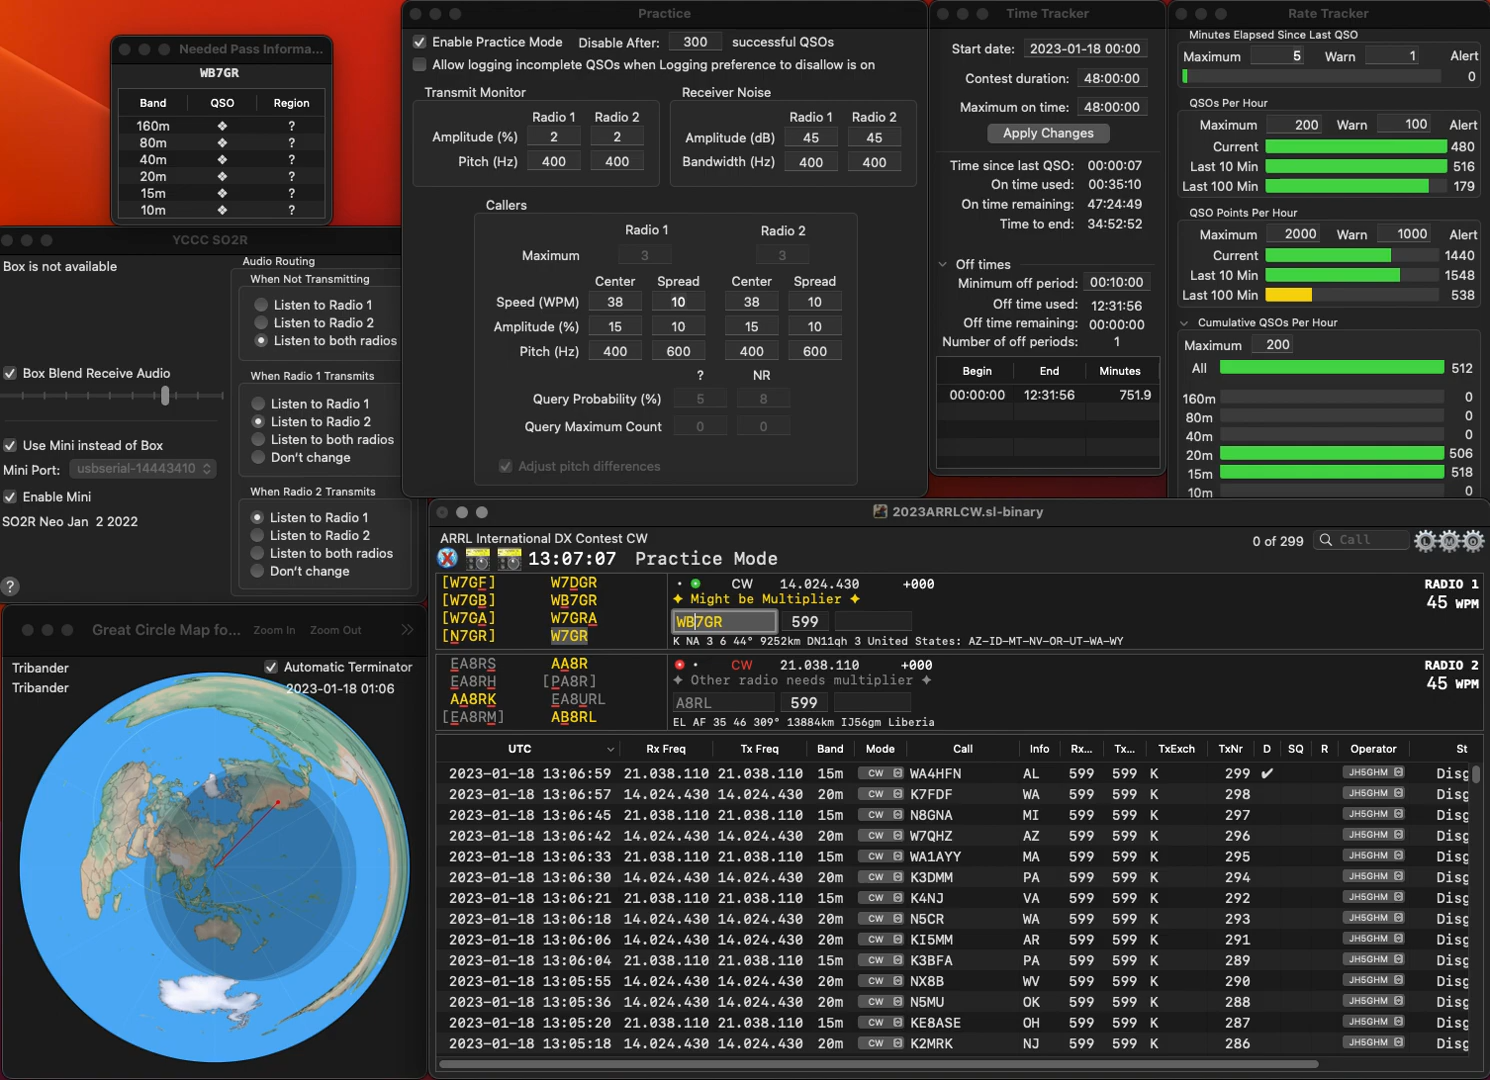 Needed Pass Informa...
WB7GR
Band QSO Region
160m ❖ ?
80m ❖ ?
40m ❖ ?
20m ❖ ?
15m ❖ ?
10m ❖ ?
YCCC SO2R
Box is not available
Box Blend Receive Audio
Use Mini instead of Box
Mini Port: usbserial-14443410
Enable Mini
SO2R Neo Jan 2 2022
?
Audio Routing
When Not Transmitting
Listen to Radio 1
Listen to Radio 2
Listen to both radios
When Radio 1 Transmits
Listen to Radio 1
Listen to Radio 2
Listen to both radios
Don't change
When Radio 2 Transmits
Listen to Radio 1
Listen to Radio 2
Listen to both radios
Don't change
Practice
Enable Practice Mode Disable After: 300 successful QSOs
Allow logging incomplete QSOs when Logging preference to disallow is on
Transmit Monitor
Radio 1 Radio 2
Amplitude (%) 2 2
Pitch (Hz) 400 400
Receiver Noise
Radio 1 Radio 2
Amplitude (dB) 45 45
Bandwidth (Hz) 400 400
Callers
Radio 1 Radio 2
Maximum 3 3
Center Spread Center Spread
Speed (WPM) 38 10 38 10
Amplitude (%) 15 10 15 10
Pitch (Hz) 400 600 400 600
? NR
Query Probability (%) 5 8
Query Maximum Count 0 0
Adjust pitch differences
Time Tracker
Start date: 2023-01-18 00:00
Contest duration: 48:00:00
Maximum on time: 48:00:00
Apply Changes
Time since last QSO: 00:00:07
On time used: 00:35:10
On time remaining: 47:24:49
Time to end: 34:52:52
Off times
Minimum off period: 00:10:00
Off time used: 12:31:56
Off time remaining: 00:00:00
Number of off periods: 1
Begin End Minutes
00:00:00 12:31:56 751.9
Rate Tracker
Minutes Elapsed Since Last QSO
Maximum 5 Warn 1 Alert
0
QSOs Per Hour
Maximum 200 Warn 100 Alert
Current 480
Last 10 Min 516
Last 100 Min 179
QSO Points Per Hour
Maximum 2000 Warn 1000 Alert
Current 1440
Last 10 Min 1548
Last 100 Min 538
Cumulative QSOs Per Hour
Maximum 200
All 512
160m 0
80m 0
40m 0
20m 506
15m 518
10m 0
Great Circle Map fo... Zoom In Zoom Out »
Tribander
Tribander
Automatic Terminator
2023-01-18 01:06
2023ARRLCW.sl-binary
ARRL International DX Contest CW
0 of 299 Call
13:07:07 Practice Mode
[W7GF] W7DGR
[W7GB] WB7GR
[W7GA] W7GRA
[N7GR] W7GR
CW 14.024.430 +000 RADIO 1
✦ Might be Multiplier ✦
45 WPM
WB7GR 599
K NA 3 6 44° 9252km DN11qh 3 United States: AZ-ID-MT-NV-OR-UT-WA-WY
EA8RS AA8R
EA8RH [PA8R]
AA8RK EA8URL
[EA8RM] AB8RL
CW 21.038.110 +000 RADIO 2
✦ Other radio needs multiplier ✦
45 WPM
A8RL 599
EL AF 35 46 309° 13884km IJ56gm Liberia
UTC Rx Freq Tx Freq Band Mode Call Info Rx... Tx... TxExch TxNr D SQ R Operator St
2023-01-18 13:06:59 21.038.110 21.038.110 15m CW WA4HFN AL 599 599 K 299 ✔ JH5GHM Disg
2023-01-18 13:06:57 14.024.430 14.024.430 20m CW K7FDF WA 599 599 K 298 JH5GHM Disg
2023-01-18 13:06:45 21.038.110 21.038.110 15m CW N8GNA MI 599 599 K 297 JH5GHM Disg
2023-01-18 13:06:42 14.024.430 14.024.430 20m CW W7QHZ AZ 599 599 K 296 JH5GHM Disg
2023-01-18 13:06:33 21.038.110 21.038.110 15m CW WA1AYY MA 599 599 K 295 JH5GHM Disg
2023-01-18 13:06:30 14.024.430 14.024.430 20m CW K3DMM PA 599 599 K 294 JH5GHM Disg
2023-01-18 13:06:21 21.038.110 21.038.110 15m CW K4NJ VA 599 599 K 292 JH5GHM Disg
2023-01-18 13:06:18 14.024.430 14.024.430 20m CW N5CR WA 599 599 K 293 JH5GHM Disg
2023-01-18 13:06:06 14.024.430 14.024.430 20m CW KI5MM AR 599 599 K 291 JH5GHM Disg
2023-01-18 13:06:04 21.038.110 21.038.110 15m CW K3BFA PA 599 599 K 289 JH5GHM Disg
2023-01-18 13:05:55 14.024.430 14.024.430 20m CW NX8B WV 599 599 K 290 JH5GHM Disg
2023-01-18 13:05:36 14.024.430 14.024.430 20m CW N5MU OK 599 599 K 288 JH5GHM Disg
2023-01-18 13:05:20 21.038.110 21.038.110 15m CW KE8ASE OH 599 599 K 287 JH5GHM Disg
2023-01-18 13:05:18 14.024.430 14.024.430 20m CW K2MRK NJ 599 599 K 286 JH5GHM Disg